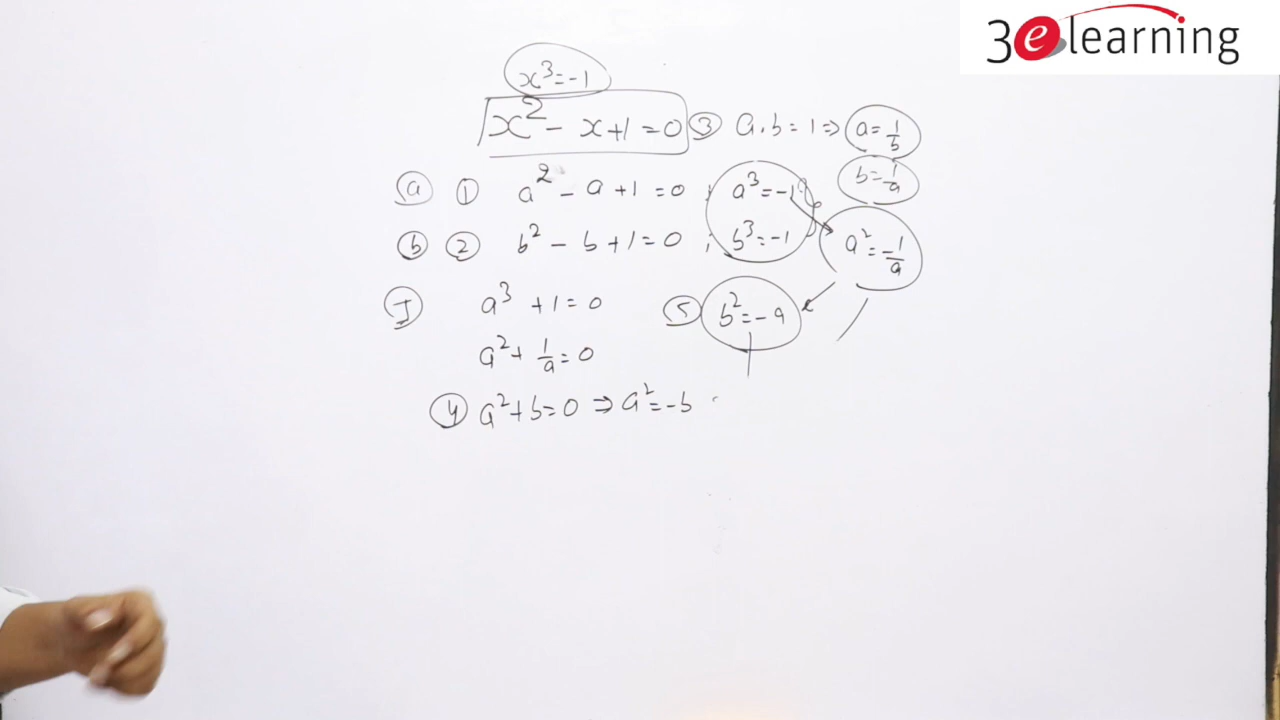 3elearning
x³=-1
x² - x+1=0 ③ a.b=1⇒ a=1/b
b=1/a
ⓐ ① a² - a+1=0 ; a³=-1
a²=-1/a
ⓑ ② b² - b+1=0 ; b³=-1
Ⓘ a³+1=0 ⑤ b²=-a
a²+1/a=0
④ a²+b=0 ⇒ a²=-b